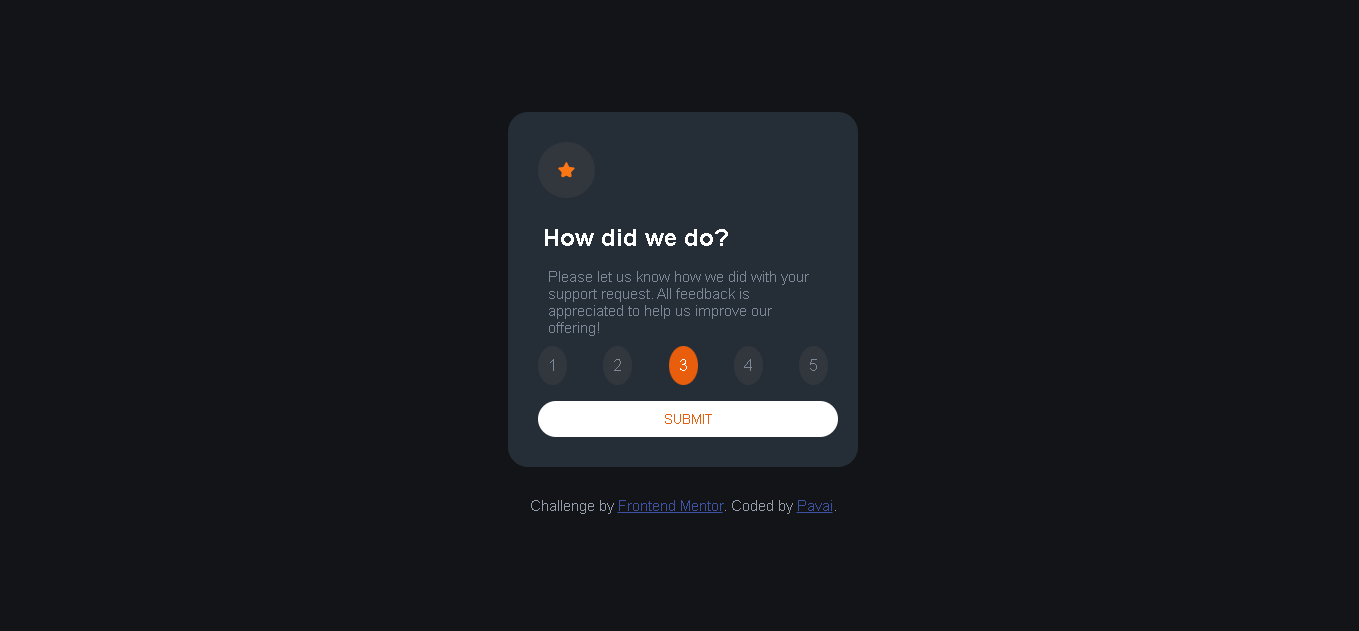 How did we do?
Please let us know how we did with your
support request. All feedback is
appreciated to help us improve our
offering!
1 2 3 4 5
SUBMIT
Challenge by Frontend Mentor. Coded by Pavai.